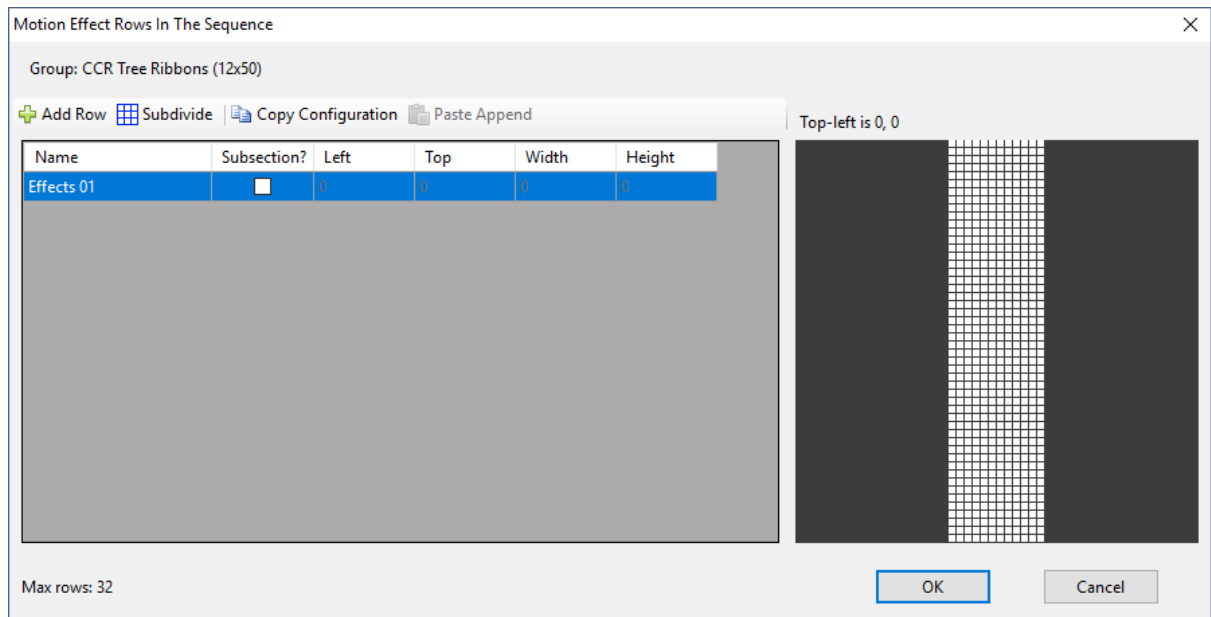 Motion Effect Rows In The Sequence
Group: CCR Tree Ribbons (12x50)
Add Row Subdivide Copy Configuration Paste Append
Top-left is 0, 0
Name Subsection? Left Top Width Height
Effects 01 0 0 0 0
Max rows: 32
OK Cancel